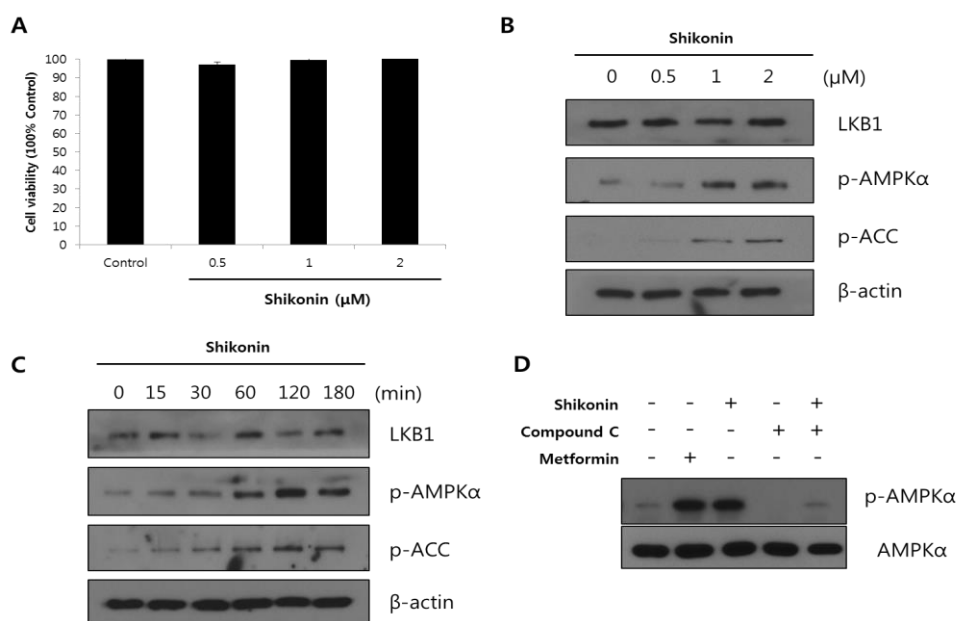 A
Cell viability (100% Control)
100
90
80
70
60
50
40
30
20
10
0
Control 0.5 1 2
Shikonin (μM)
B
Shikonin
0 0.5 1 2 (μM)
LKB1
p-AMPKα
p-ACC
β-actin
C
Shikonin
0 15 30 60 120 180 (min)
LKB1
p-AMPKα
p-ACC
β-actin
D
Shikonin - - + - +
Compound C - - - + +
Metformin - + - - -
p-AMPKα
AMPKα